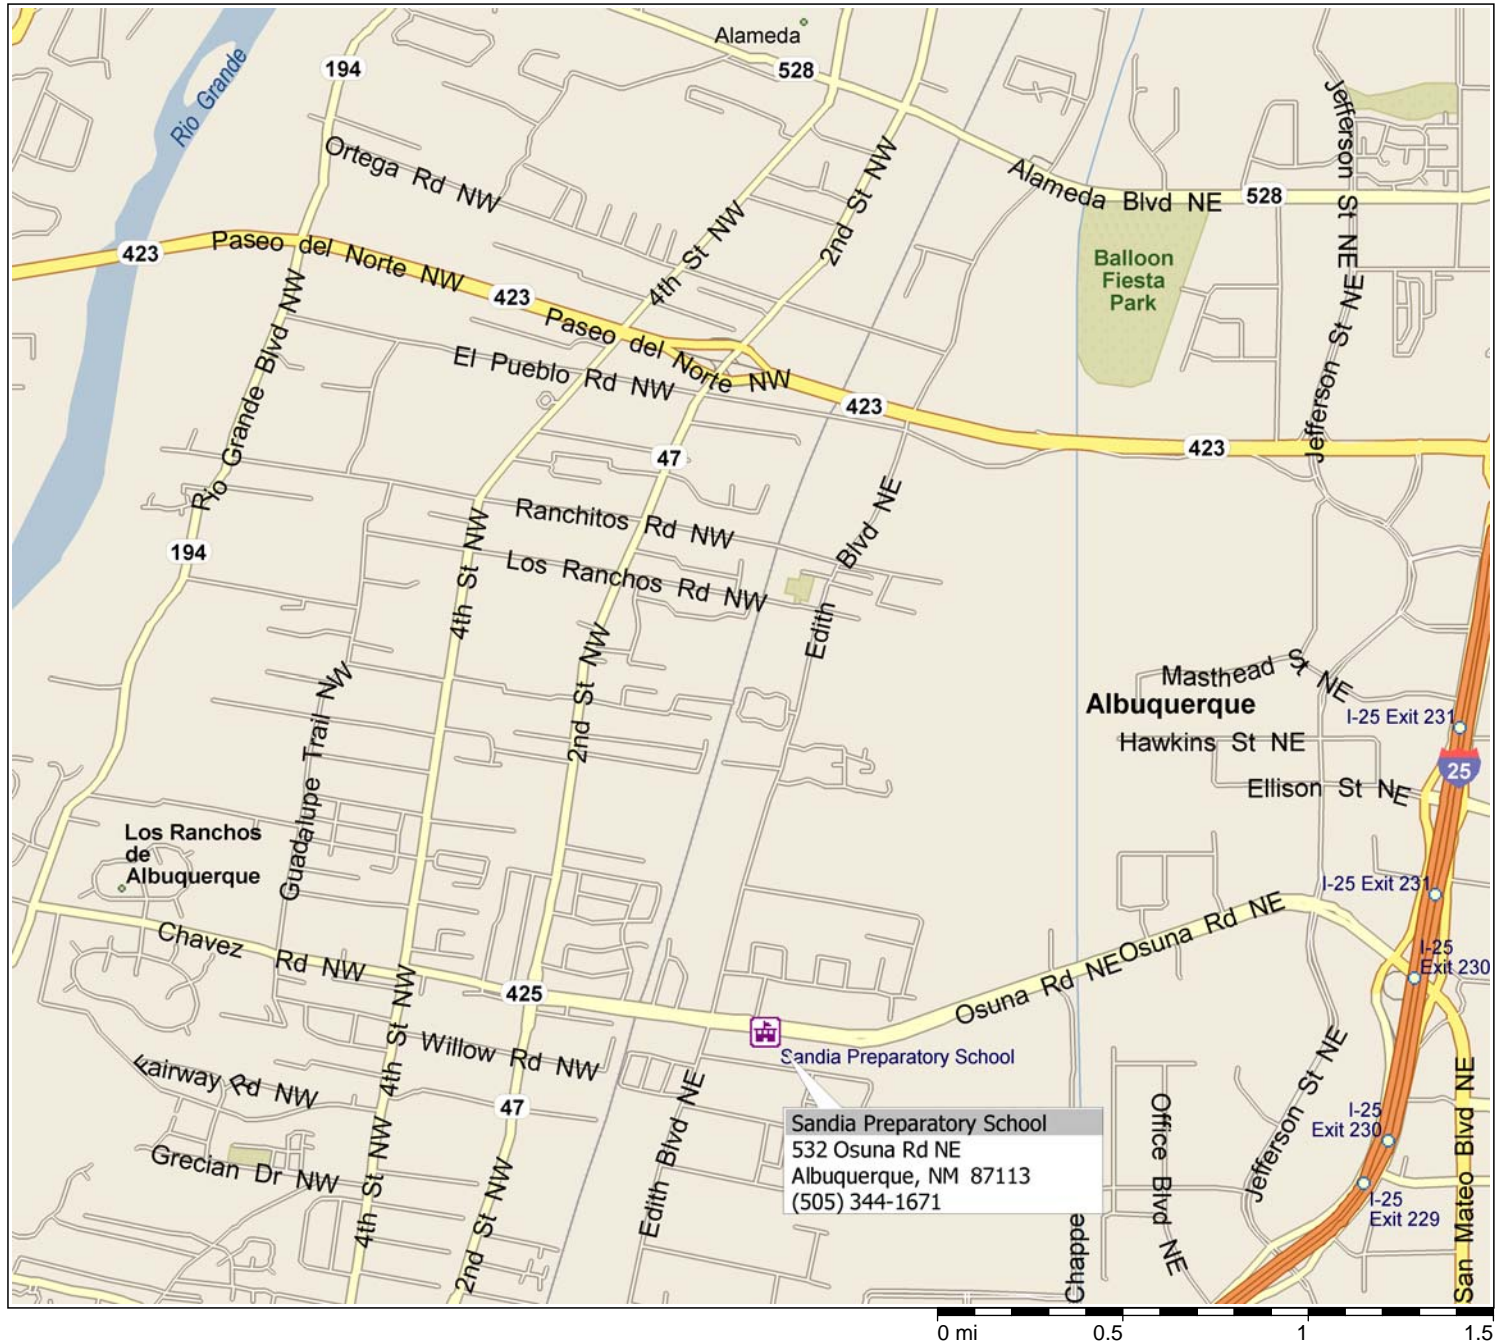 Alameda
528
194
Rio Grande
Ortega Rd NW
2nd St NW
Jefferson St NE
Alameda Blvd NE
528
4th St NW
423
Paseo del Norte NW
423
Balloon
Fiesta
Park
Rio Grande Blvd NW
Paseo del Norte NW
Jefferson St NE
El Pueblo Rd NW
423
423
47
Ranchitos Rd NW
Blvd NE
194
4th St NW
Los Ranchos Rd NW
Edith
2nd St NW
Masthead St NE
Albuquerque
I-25 Exit 231
Hawkins St NE
25
Ellison St NE
Guadalupe Trail NW
Los Ranchos
de
Albuquerque
I-25 Exit 231
Chavez Rd NW
Osuna Rd NE
Osuna Rd NE
I-25
Exit 230
425
4th St NW
Willow Rd NW
Sandia Preparatory School
Fairway Rd NW
47
Edith Blvd NE
Sandia Preparatory School
532 Osuna Rd NE
Albuquerque, NM 87113
(505) 344-1671
Office Blvd NE
Jefferson St NE
I-25
Exit 230
San Mateo Blvd NE
Grecian Dr NW
4th St NW
2nd St NW
I-25
Exit 229
Chappe
0 mi 0.5 1 1.5